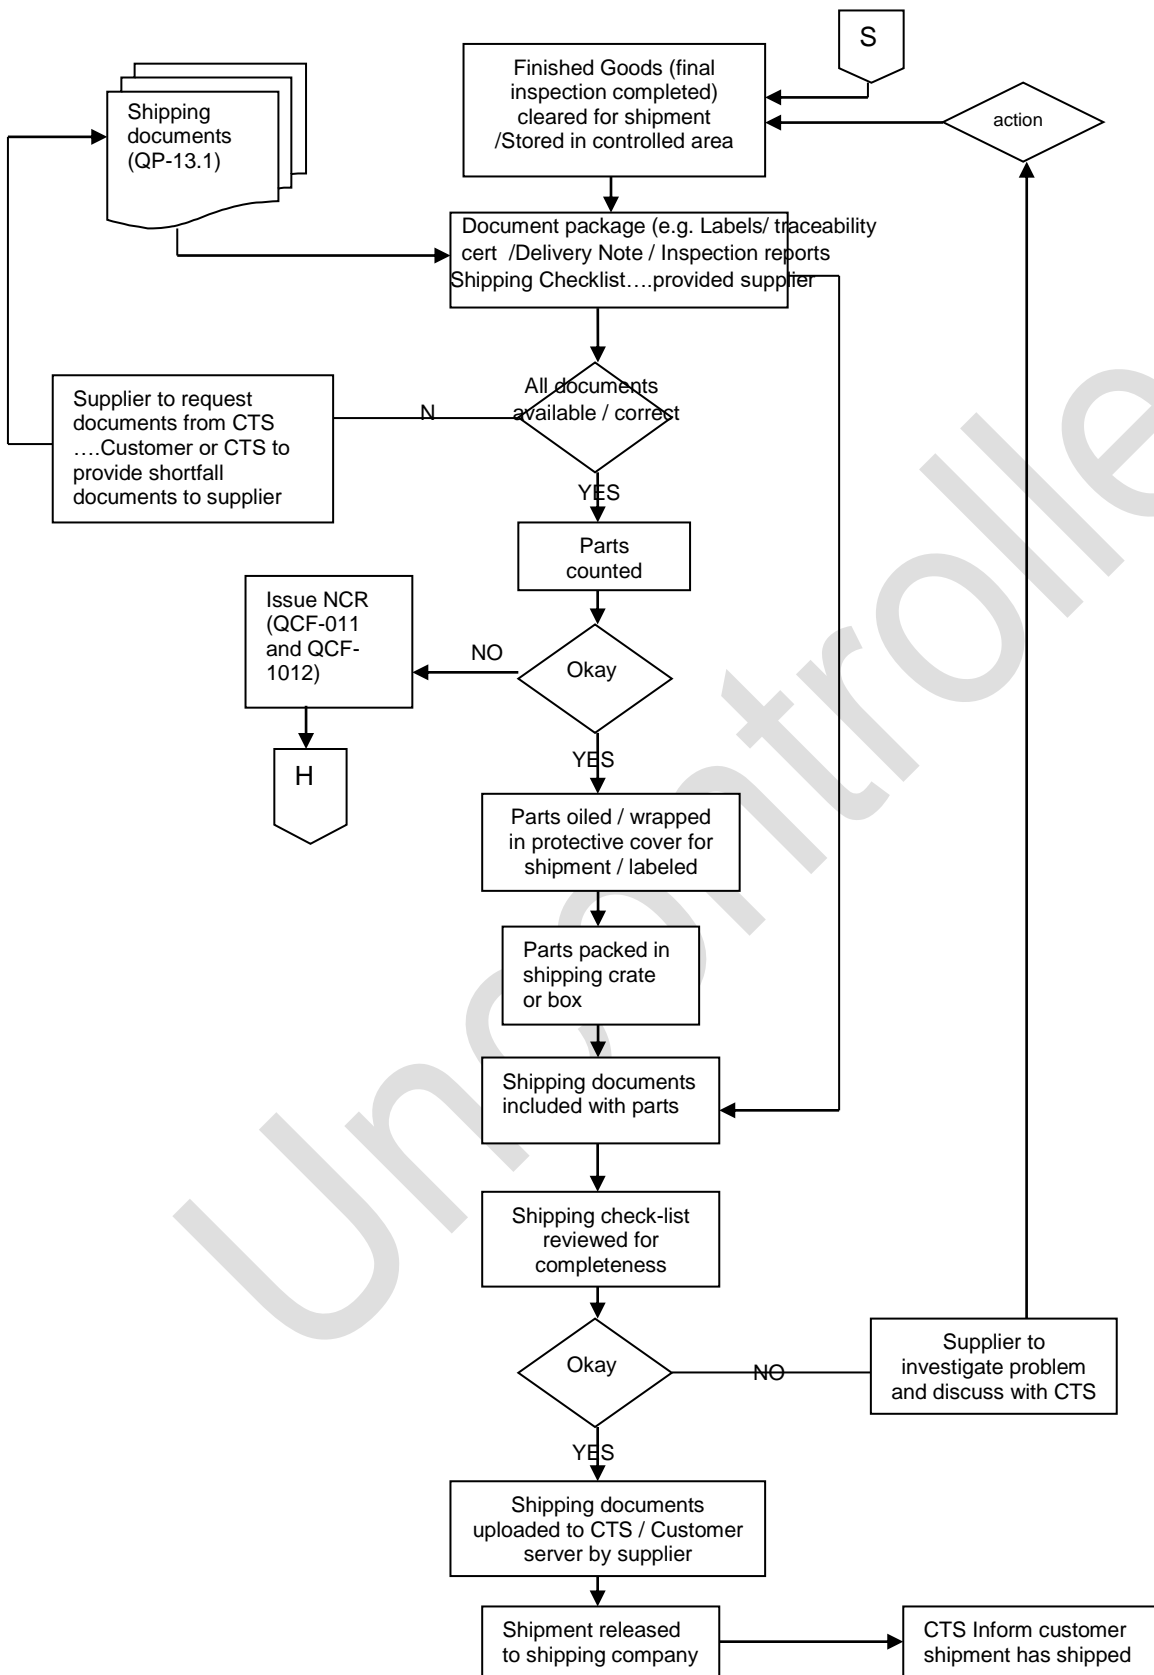 S
Finished Goods (final
inspection completed)
cleared for shipment
/Stored in controlled area
action
Shipping
documents
(QP-13.1)
Document package (e.g. Labels/ traceability
cert /Delivery Note / Inspection reports
Shipping Checklist….provided supplier
All documents
available / correct
N
Supplier to request
documents from CTS
….Customer or CTS to
provide shortfall
documents to supplier
YES
Parts
counted
Issue NCR
(QCF-011
and QCF-
1012)
NO
Okay
H
YES
Parts oiled / wrapped
in protective cover for
shipment / labeled
Parts packed in
shipping crate
or box
Shipping documents
included with parts
Shipping check-list
reviewed for
completeness
Okay
NO
Supplier to
investigate problem
and discuss with CTS
YES
Shipping documents
uploaded to CTS / Customer
server by supplier
Shipment released
to shipping company
CTS Inform customer
shipment has shipped
Uncontrolle